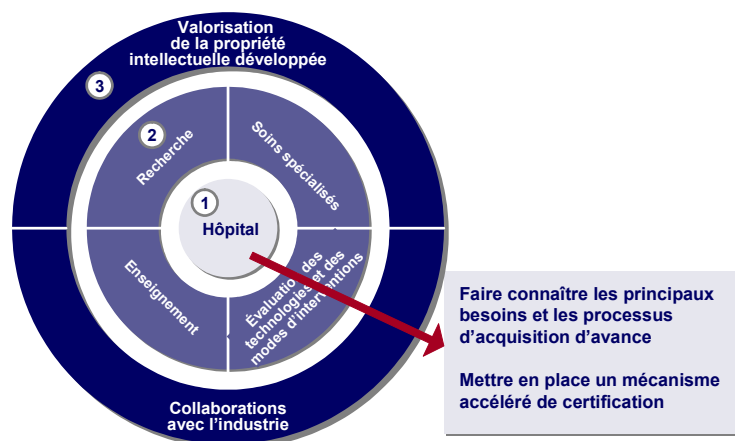 Valorisation
de la propriété
intellectuelle développée
3
2
Recherche
Soins spécialisés
1
Hôpital
Enseignement
Évaluation des
technologies et des
modes d'interventions
Collaborations
avec l'industrie
Faire connaître les principaux
besoins et les processus
d'acquisition d'avance
Mettre en place un mécanisme
accéléré de certification